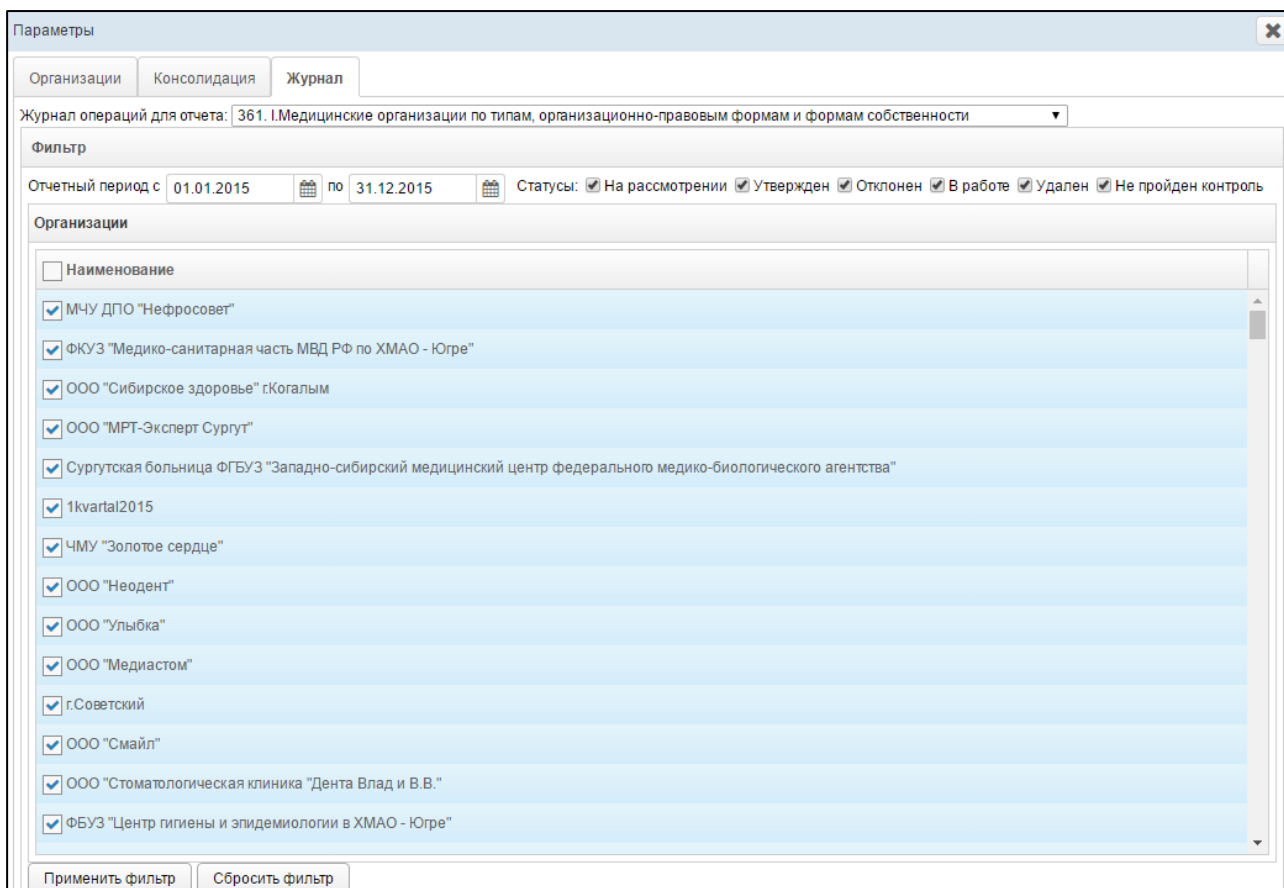 Параметры
Организации Консолидация Журнал
Журнал операций для отчета: 361. I.Медицинские организации по типам, организационно-правовым формам и формам собственности
Фильтр
Отчетный период с 01.01.2015 по 31.12.2015 Статусы: На рассмотрении Утвержден Отклонен В работе Удален Не пройден контроль
Организации
Наименование
МЧУ ДПО "Нефросовет"
ФКУЗ "Медико-санитарная часть МВД РФ по ХМАО - Югре"
ООО "Сибирское здоровье" г.Когалым
ООО "МРТ-Эксперт Сургут"
Сургутская больница ФГБУЗ "Западно-сибирский медицинский центр федерального медико-биологического агентства"
1kvartal2015
ЧМУ "Золотое сердце"
ООО "Неодент"
ООО "Улыбка"
ООО "Медиастом"
г.Советский
ООО "Смайл"
ООО "Стоматологическая клиника "Дента Влад и В.В."
ФБУЗ "Центр гигиены и эпидемиологии в ХМАО - Югре"
Применить фильтр Сбросить фильтр